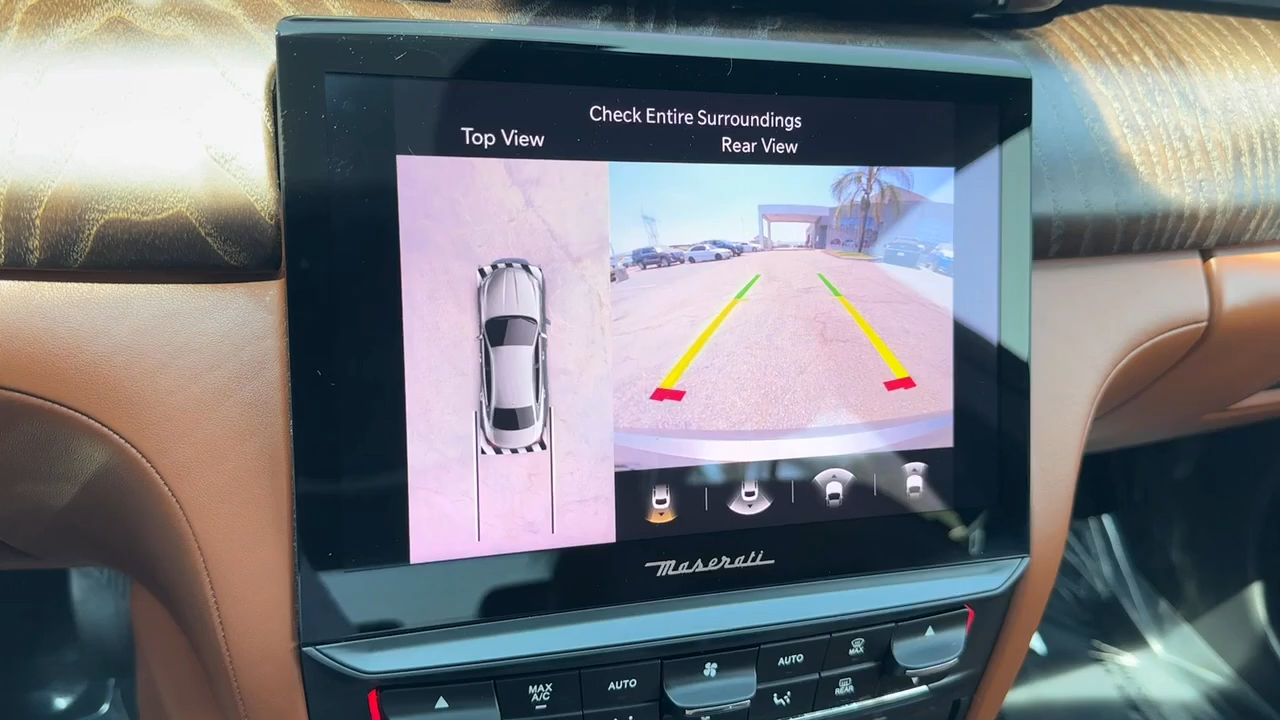 Check Entire Surroundings
Top View
Rear View
Maserati
MAX
A/C
AUTO
AUTO
MAX
REAR